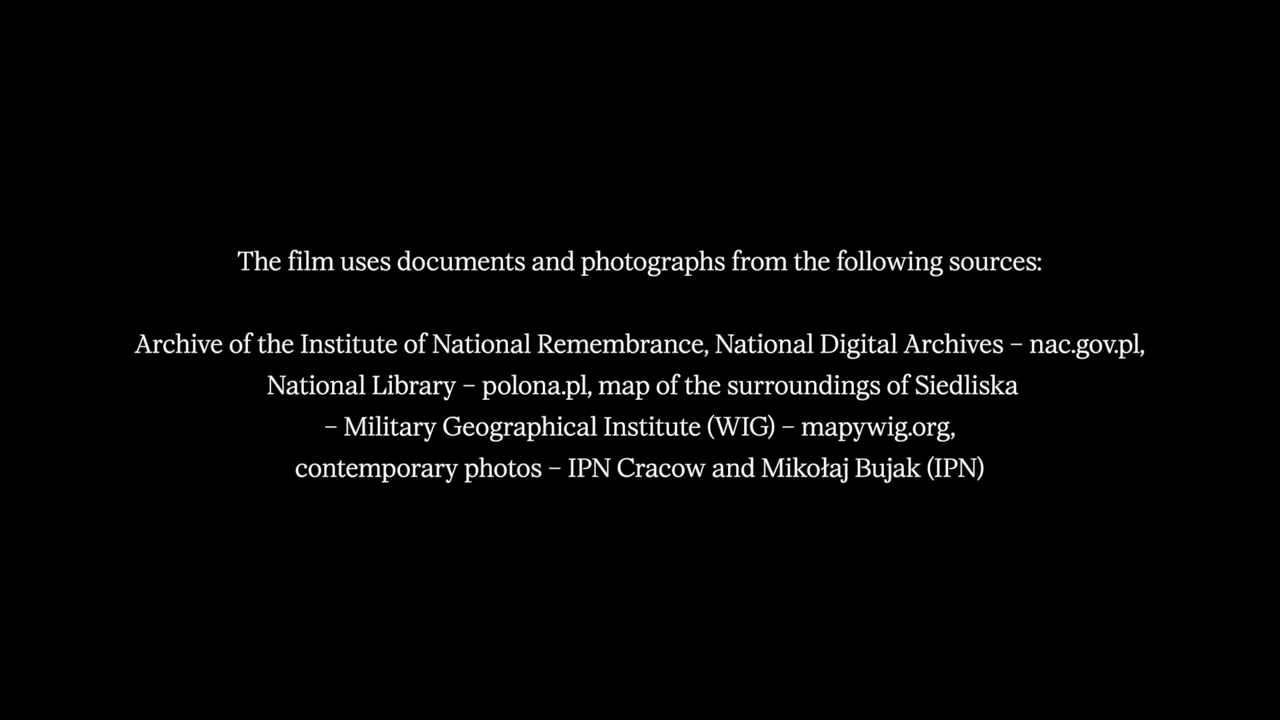 The film uses documents and photographs from the following sources:
Archive of the Institute of National Remembrance, National Digital Archives – nac.gov.pl,
National Library – polona.pl, map of the surroundings of Siedliska
– Military Geographical Institute (WIG) – mapywig.org,
contemporary photos – IPN Cracow and Mikołaj Bujak (IPN)